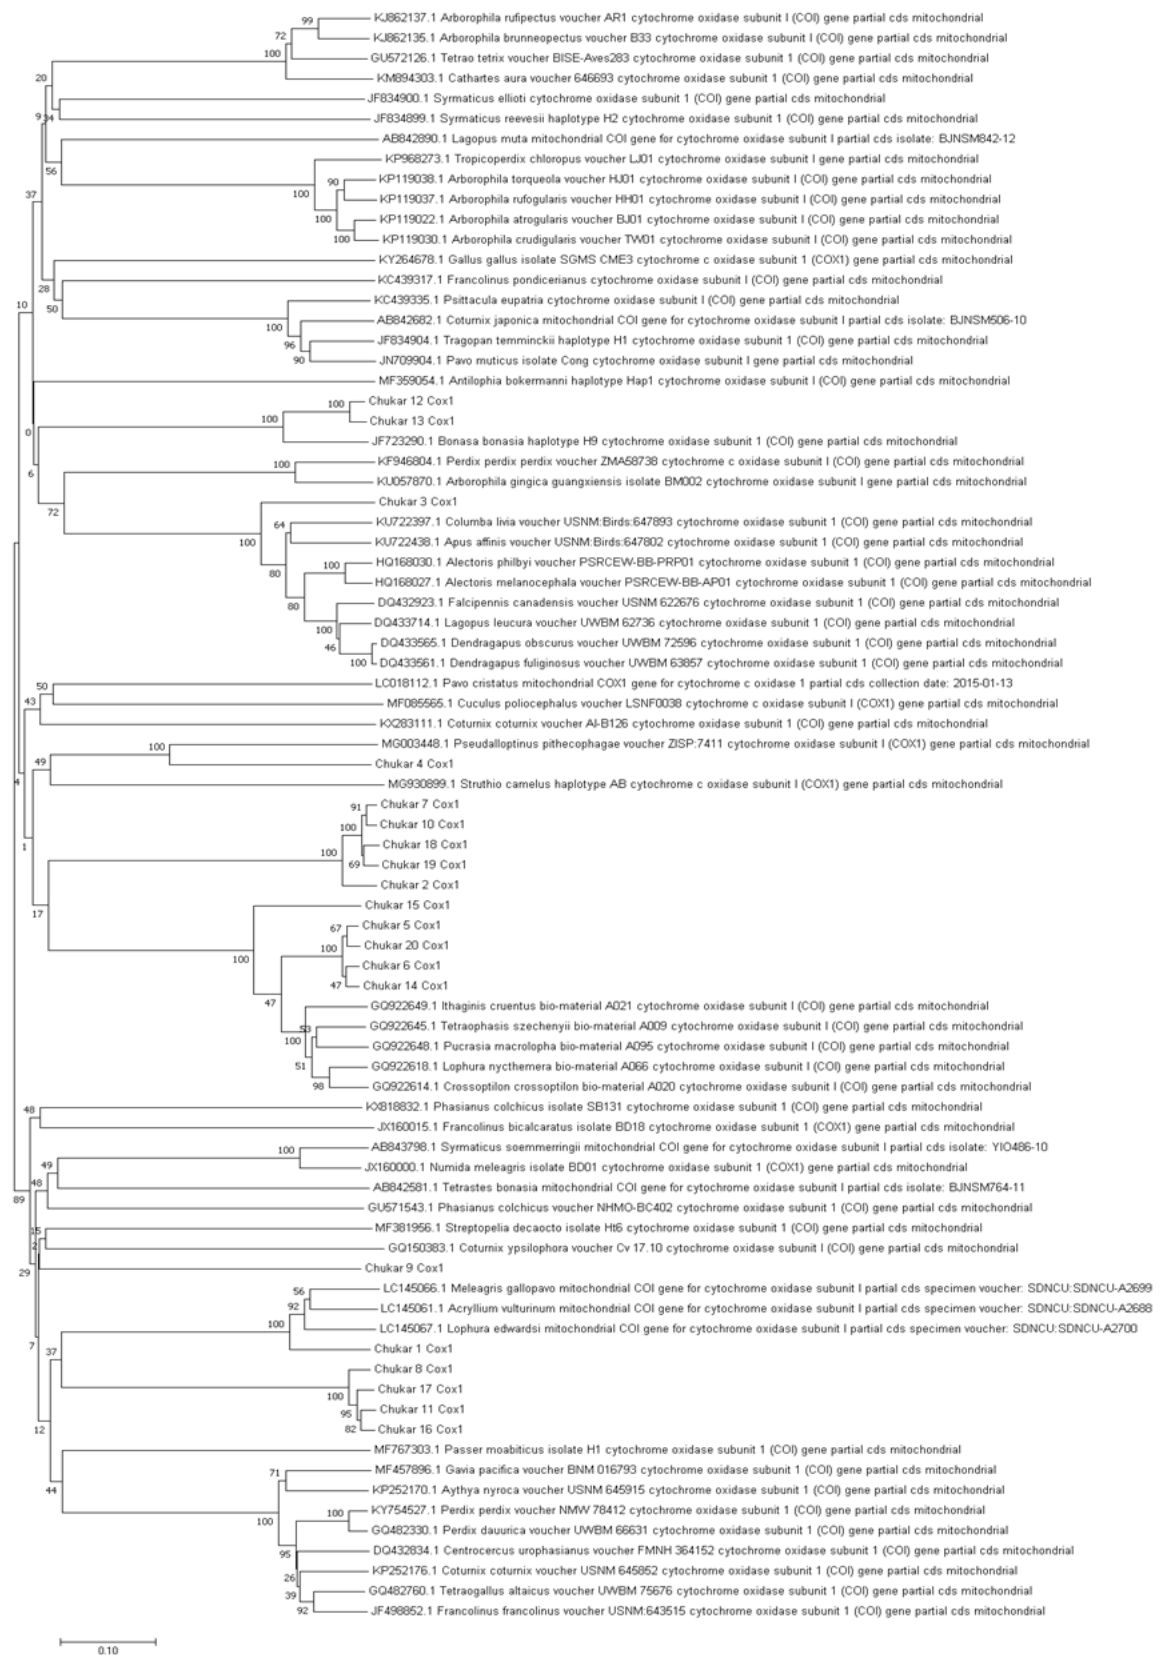 KJ862137.1 Arborophila rufipectus voucher AR1 cytochrome oxidase subunit I (COI) gene partial cds mitochondrial
99
KJ862135.1 Arborophila brunneopectus voucher B33 cytochrome oxidase subunit I (COI) gene partial cds mitochondrial
72
100
GU572126.1 Tetrao tetrix voucher BISE-Aves283 cytochrome oxidase subunit 1 (COI) gene partial cds mitochondrial
20
KM894303.1 Cathartes aura voucher 646693 cytochrome oxidase subunit 1 (COI) gene partial cds mitochondrial
JF834900.1 Syrmaticus ellioti cytochrome oxidase subunit 1 (COI) gene partial cds mitochondrial
9
34
JF834899.1 Syrmaticus reevesii haplotype H2 cytochrome oxidase subunit 1 (COI) gene partial cds mitochondrial
AB842890.1 Lagopus muta mitochondrial COI gene for cytochrome oxidase subunit I partial cds isolate: BJNSM842-12
56
KP968273.1 Tropicoperdix chloropus voucher LJ01 cytochrome oxidase subunit I gene partial cds mitochondrial
37
100
90
KP119038.1 Arborophila torqueola voucher HJ01 cytochrome oxidase subunit I (COI) gene partial cds mitochondrial
KP119037.1 Arborophila rufogularis voucher HH01 cytochrome oxidase subunit I (COI) gene partial cds mitochondrial
100
KP119022.1 Arborophila atrogularis voucher BJ01 cytochrome oxidase subunit I (COI) gene partial cds mitochondrial
100
KP119030.1 Arborophila crudigularis voucher TW01 cytochrome oxidase subunit I (COI) gene partial cds mitochondrial
KY264678.1 Gallus gallus isolate SGMS CME3 cytochrome c oxidase subunit 1 (COX1) gene partial cds mitochondrial
28
KC439317.1 Francolinus pondicerianus cytochrome oxidase subunit I (COI) gene partial cds mitochondrial
10
50
KC439335.1 Psittacula eupatria cytochrome oxidase subunit I (COI) gene partial cds mitochondrial
100
AB842682.1 Coturnix japonica mitochondrial COI gene for cytochrome oxidase subunit I partial cds isolate: BJNSM506-10
96
JF834904.1 Tragopan temminckii haplotype H1 cytochrome oxidase subunit 1 (COI) gene partial cds mitochondrial
90
JN709904.1 Pavo muticus isolate Cong cytochrome oxidase subunit I gene partial cds mitochondrial
MF359054.1 Antilophia bokermanni haplotype Hap1 cytochrome oxidase subunit I (COI) gene partial cds mitochondrial
100
Chukar 12 Cox1
100
Chukar 13 Cox1
0
JF723290.1 Bonasa bonasia haplotype H9 cytochrome oxidase subunit 1 (COI) gene partial cds mitochondrial
6
100
KF946804.1 Perdix perdix perdix voucher ZMA58738 cytochrome c oxidase subunit I (COI) gene partial cds mitochondrial
KU057870.1 Arborophila gingica guangxiensis isolate BM002 cytochrome oxidase subunit I gene partial cds mitochondrial
72
Chukar 3 Cox1
64
KU722397.1 Columba livia voucher USNM:Birds:647893 cytochrome oxidase subunit 1 (COI) gene partial cds mitochondrial
100
KU722438.1 Apus affinis voucher USNM:Birds:647802 cytochrome oxidase subunit 1 (COI) gene partial cds mitochondrial
80
100
HQ168030.1 Alectoris philbyi voucher PSRCEW-BB-PRP01 cytochrome oxidase subunit 1 (COI) gene partial cds mitochondrial
HQ168027.1 Alectoris melanocephala voucher PSRCEW-BB-AP01 cytochrome oxidase subunit 1 (COI) gene partial cds mitochondrial
80
DQ432923.1 Falcipennis canadensis voucher USNM 622676 cytochrome oxidase subunit 1 (COI) gene partial cds mitochondrial
100
DQ433714.1 Lagopus leucura voucher UWBM 62736 cytochrome oxidase subunit 1 (COI) gene partial cds mitochondrial
46
DQ433565.1 Dendragapus obscurus voucher UWBM 72596 cytochrome oxidase subunit 1 (COI) gene partial cds mitochondrial
100
DQ433561.1 Dendragapus fuliginosus voucher UWBM 63857 cytochrome oxidase subunit 1 (COI) gene partial cds mitochondrial
50
LC018112.1 Pavo cristatus mitochondrial COX1 gene for cytochrome c oxidase 1 partial cds collection date: 2015-01-13
43
MF085565.1 Cuculus poliocephalus voucher LSNF0038 cytochrome c oxidase subunit I (COX1) gene partial cds mitochondrial
KX283111.1 Coturnix coturnix voucher AI-B126 cytochrome oxidase subunit 1 (COI) gene partial cds mitochondrial
100
MG003448.1 Pseudalloptinus pithecophagae voucher ZISP:7411 cytochrome oxidase subunit I (COX1) gene partial cds mitochondrial
49
Chukar 4 Cox1
4
MG930899.1 Struthio camelus haplotype AB cytochrome c oxidase subunit I (COX1) gene partial cds mitochondrial
91
Chukar 7 Cox1
100
Chukar 10 Cox1
1
100
Chukar 18 Cox1
69
Chukar 19 Cox1
Chukar 2 Cox1
17
Chukar 15 Cox1
67
Chukar 5 Cox1
100
Chukar 20 Cox1
100
Chukar 6 Cox1
47
Chukar 14 Cox1
47
GQ922649.1 Ithaginis cruentus bio-material A021 cytochrome oxidase subunit I (COI) gene partial cds mitochondrial
53
GQ922645.1 Tetraophasis szechenyii bio-material A009 cytochrome oxidase subunit I (COI) gene partial cds mitochondrial
100
GQ922648.1 Pucrasia macrolopha bio-material A095 cytochrome oxidase subunit I (COI) gene partial cds mitochondrial
51
GQ922618.1 Lophura nycthemera bio-material A066 cytochrome oxidase subunit I (COI) gene partial cds mitochondrial
98
GQ922614.1 Crossoptilon crossoptilon bio-material A020 cytochrome oxidase subunit I (COI) gene partial cds mitochondrial
48
KX818832.1 Phasianus colchicus isolate SB131 cytochrome oxidase subunit 1 (COI) gene partial cds mitochondrial
JX160015.1 Francolinus bicalcaratus isolate BD18 cytochrome oxidase subunit 1 (COX1) gene partial cds mitochondrial
100
AB843798.1 Syrmaticus soemmerringii mitochondrial COI gene for cytochrome oxidase subunit I partial cds isolate: YIO486-10
49
JX160000.1 Numida meleagris isolate BD01 cytochrome oxidase subunit 1 (COX1) gene partial cds mitochondrial
48
AB842581.1 Tetrastes bonasia mitochondrial COI gene for cytochrome oxidase subunit I partial cds isolate: BJNSM764-11
89
GU571543.1 Phasianus colchicus voucher NHMO-BC402 cytochrome oxidase subunit 1 (COI) gene partial cds mitochondrial
15
MF381956.1 Streptopelia decaocto isolate Ht6 cytochrome oxidase subunit 1 (COI) gene partial cds mitochondrial
2
GQ150383.1 Coturnix ypsilophora voucher Cv 17.10 cytochrome oxidase subunit I (COI) gene partial cds mitochondrial
29
Chukar 9 Cox1
56
LC145066.1 Meleagris gallopavo mitochondrial COI gene for cytochrome oxidase subunit I partial cds specimen voucher: SDNCU:SDNCU-A2699
92
LC145061.1 Acryllium vulturinum mitochondrial COI gene for cytochrome oxidase subunit I partial cds specimen voucher: SDNCU:SDNCU-A2688
100
LC145067.1 Lophura edwardsi mitochondrial COI gene for cytochrome oxidase subunit I partial cds specimen voucher: SDNCU:SDNCU-A2700
7
37
Chukar 1 Cox1
Chukar 8 Cox1
100
Chukar 17 Cox1
95
Chukar 11 Cox1
12
82
Chukar 16 Cox1
MF767303.1 Passer moabiticus isolate H1 cytochrome oxidase subunit 1 (COI) gene partial cds mitochondrial
71
MF457896.1 Gavia pacifica voucher BNM 016793 cytochrome oxidase subunit 1 (COI) gene partial cds mitochondrial
44
KP252170.1 Aythya nyroca voucher USNM 645915 cytochrome oxidase subunit 1 (COI) gene partial cds mitochondrial
100
100
KY754527.1 Perdix perdix voucher NMW 78412 cytochrome oxidase subunit 1 (COI) gene partial cds mitochondrial
GQ482330.1 Perdix dauurica voucher UWBM 66631 cytochrome oxidase subunit 1 (COI) gene partial cds mitochondrial
95
DQ432834.1 Centrocercus urophasianus voucher FMNH 364152 cytochrome oxidase subunit 1 (COI) gene partial cds mitochondrial
26
KP252176.1 Coturnix coturnix voucher USNM 645852 cytochrome oxidase subunit 1 (COI) gene partial cds mitochondrial
39
GQ482760.1 Tetraogallus altaicus voucher UWBM 75676 cytochrome oxidase subunit 1 (COI) gene partial cds mitochondrial
92
JF498852.1 Francolinus francolinus voucher USNM:643515 cytochrome oxidase subunit 1 (COI) gene partial cds mitochondrial
0.10